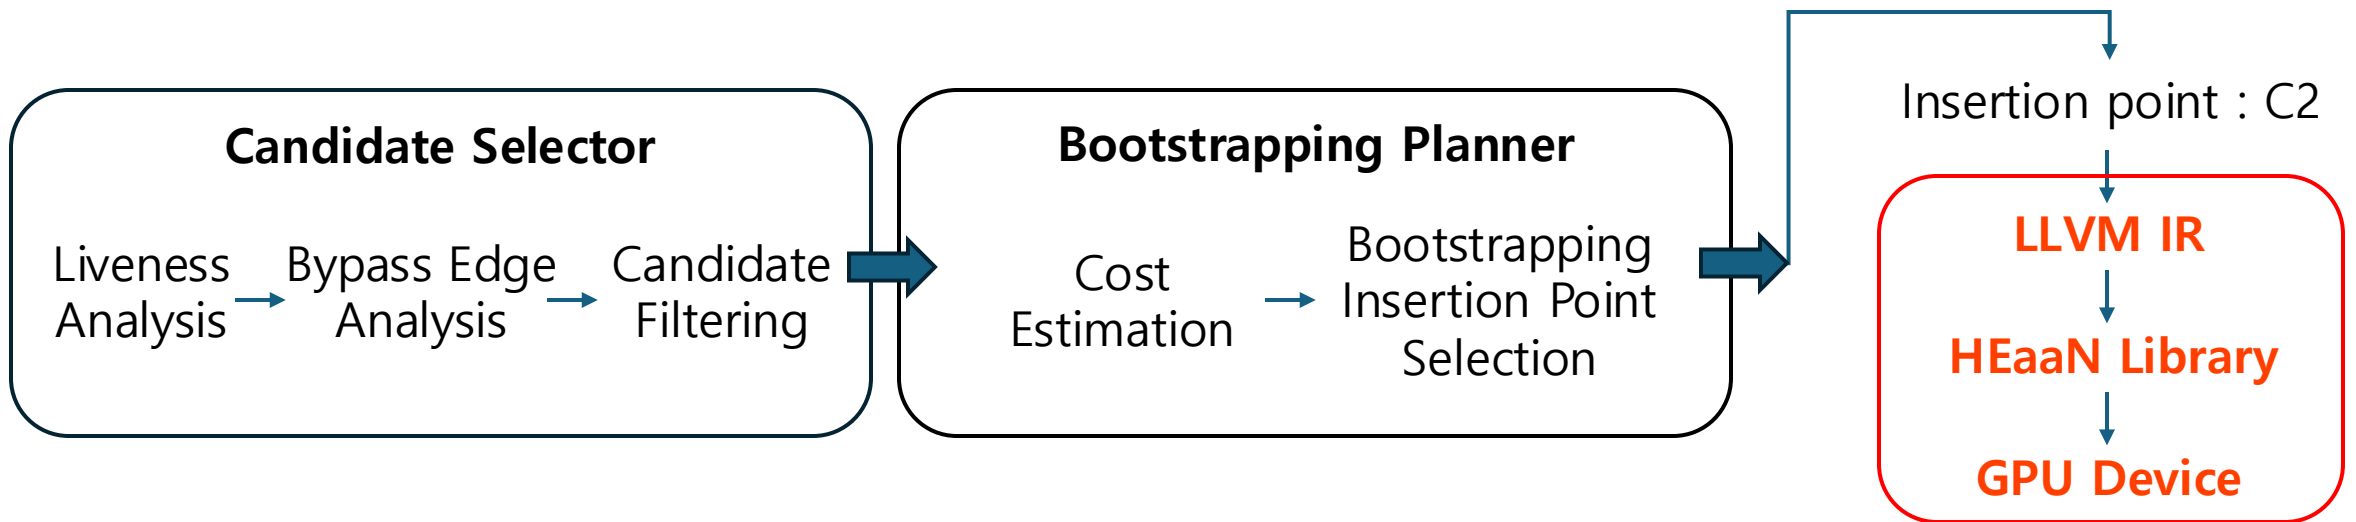 Candidate Selector
Liveness
Analysis
Bypass Edge
Analysis
Candidate
Filtering
Bootstrapping Planner
Cost
Estimation
Bootstrapping
Insertion Point
Selection
Insertion point : C2
LLVM IR
HEaaN Library
GPU Device